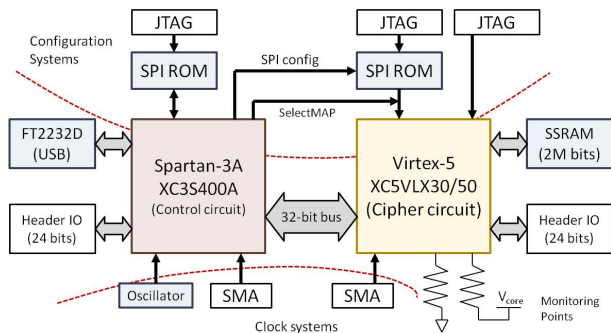 JTAG
JTAG
JTAG
Configuration
Systems
SPI ROM
SPI config
SPI ROM
SelectMAP
FT2232D
(USB)
Spartan-3A
XC3S400A
(Control circuit)
Virtex-5
XC5VLX30/50
(Cipher circuit)
SSRAM
(2M bits)
Header IO
(24 bits)
32-bit bus
Header IO
(24 bits)
Oscillator
SMA
SMA
Vcore
Monitoring
Points
Clock systems